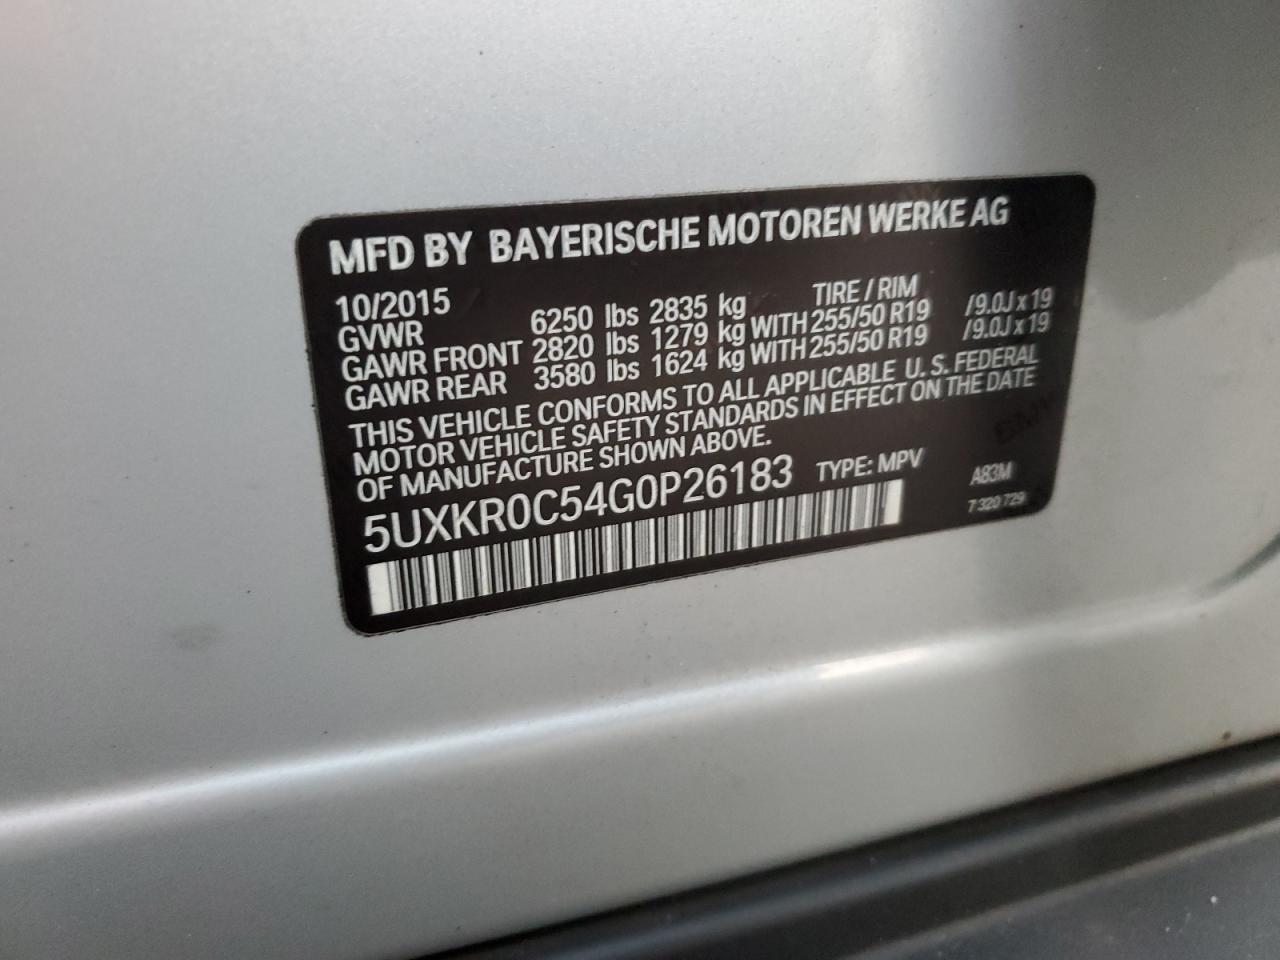 MFD BY BAYERISCHE MOTOREN WERKE AG
10/2015 TIRE / RIM
GVWR 6250 lbs 2835 kg
GAWR FRONT 2820 lbs 1279 kg WITH 255/50 R19 /9.0J x 19
GAWR REAR 3580 lbs 1624 kg WITH 255/50 R19 /9.0J x 19
THIS VEHICLE CONFORMS TO ALL APPLICABLE U. S. FEDERAL
MOTOR VEHICLE SAFETY STANDARDS IN EFFECT ON THE DATE
OF MANUFACTURE SHOWN ABOVE.
5UXKR0C54G0P26183 TYPE: MPV A83M
7 320 729